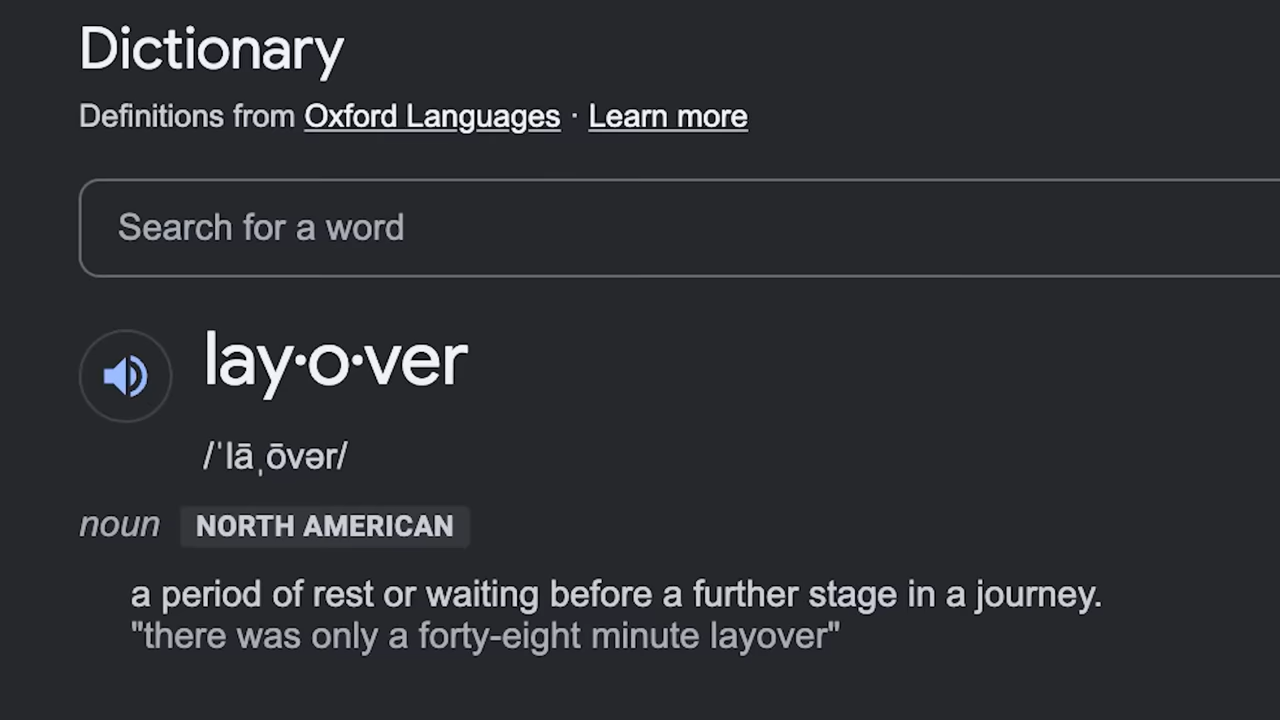 Dictionary
Definitions from Oxford Languages · Learn more
Search for a word
lay·o·ver
/ˈlāˌōvər/
noun NORTH AMERICAN
a period of rest or waiting before a further stage in a journey.
"there was only a forty-eight minute layover"